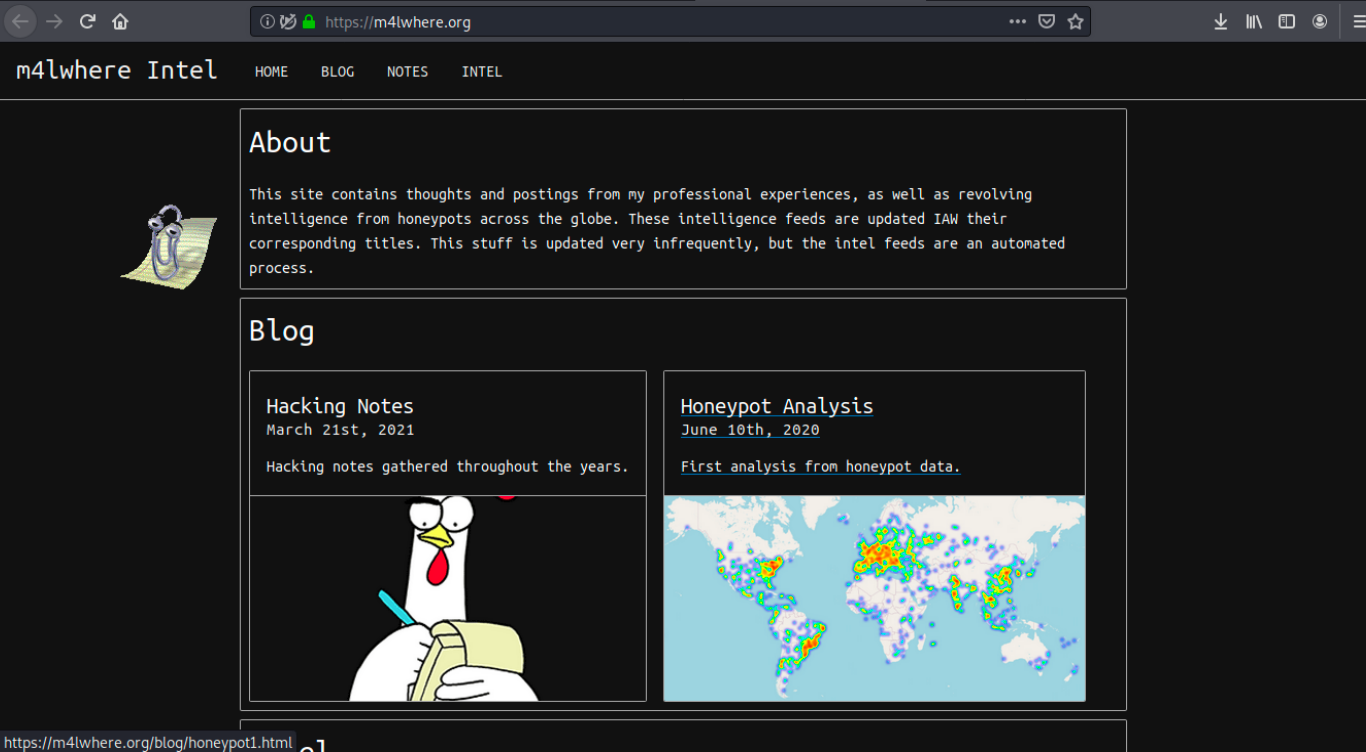 https://m4lwhere.org
m4lwhere Intel HOME BLOG NOTES INTEL
About
This site contains thoughts and postings from my professional experiences, as well as revolving
intelligence from honeypots across the globe. These intelligence feeds are updated IAW their
corresponding titles. This stuff is updated very infrequently, but the intel feeds are an automated
process.
Blog
Hacking Notes
March 21st, 2021
Hacking notes gathered throughout the years.
Honeypot Analysis
June 10th, 2020
First analysis from honeypot data.
https://m4lwhere.org/blog/honeypot1.html